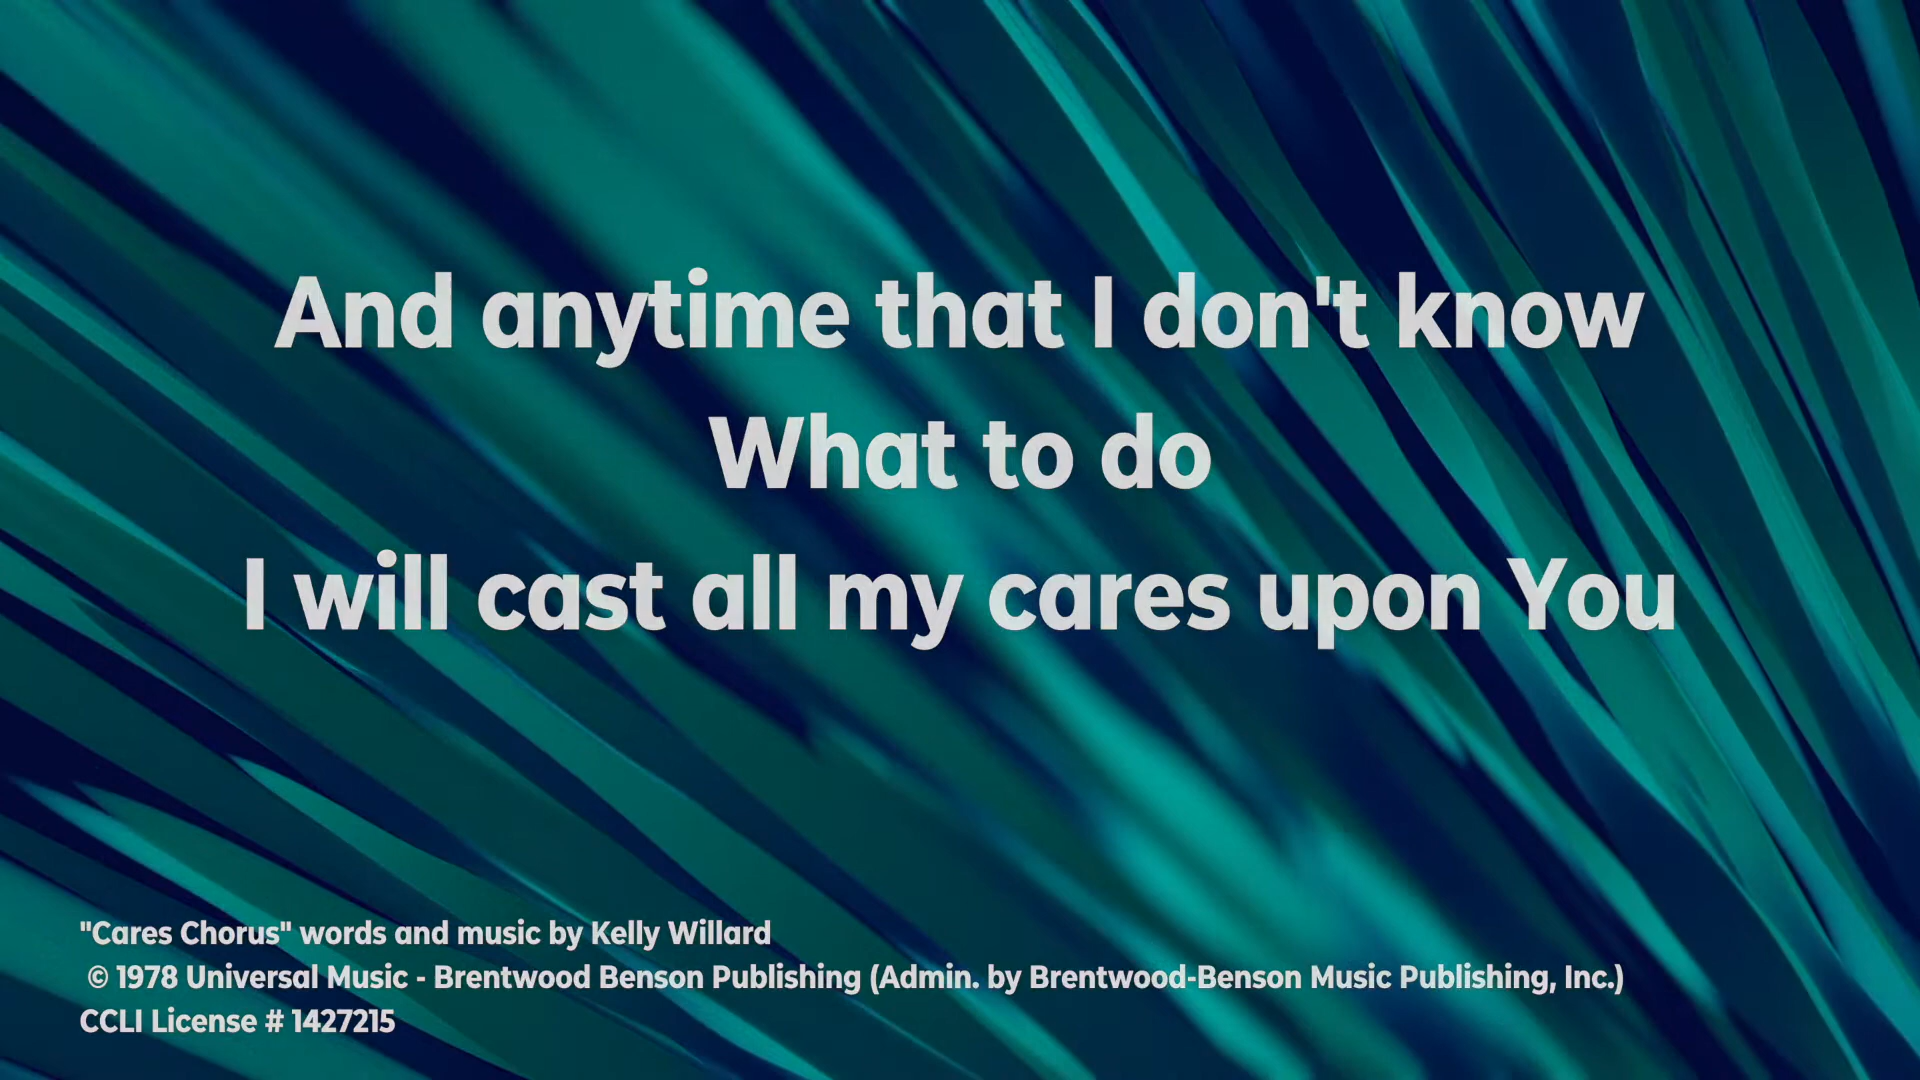 And anytime that I don't know
What to do
I will cast all my cares upon You
"Cares Chorus" words and music by Kelly Willard
© 1978 Universal Music - Brentwood Benson Publishing (Admin. by Brentwood-Benson Music Publishing, Inc.)
CCLI License # 1427215